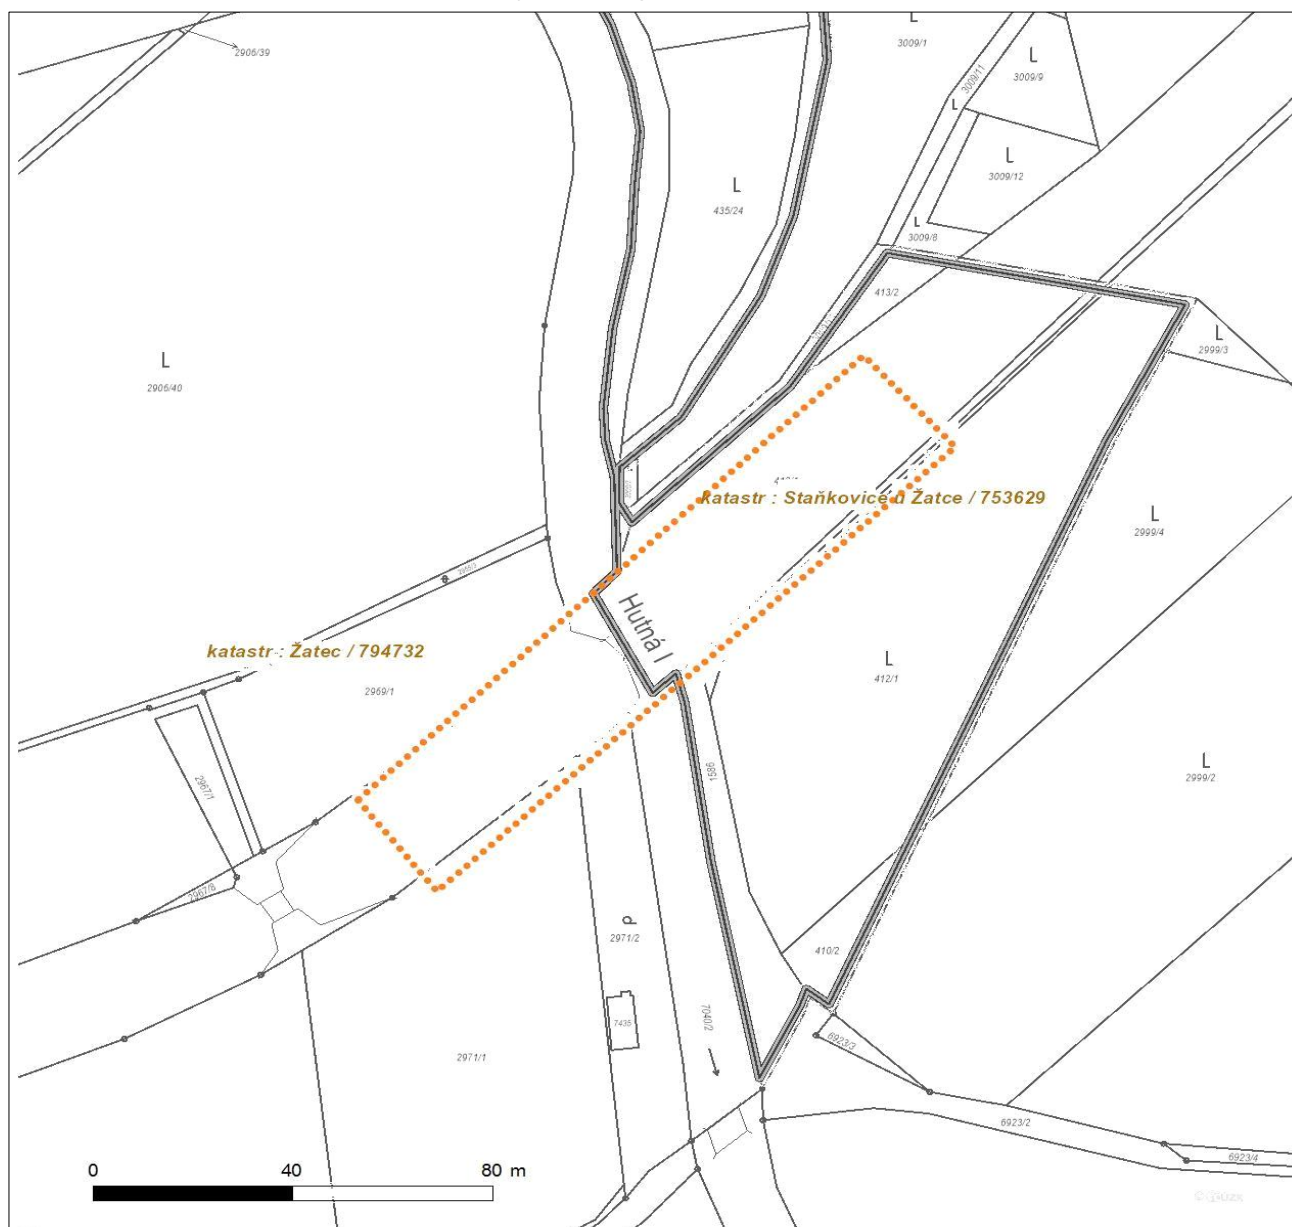 3009/1
2906/39
L
3009/9
3009/11
L
L
3009/12
L
435/24
L
3009/8
413/2
L
2999/3
L
2906/40
katastr : Staňkovice u Žatce / 753629
L
2999/4
Hutná I
katastr : Žatec / 794732
L
412/1
2969/1
L
2999/2
2967/1
1586
2967/8
p
2971/2
410/2
7435
7040/2
6923/3
2971/1
6923/2
6923/4
0 40 80 m